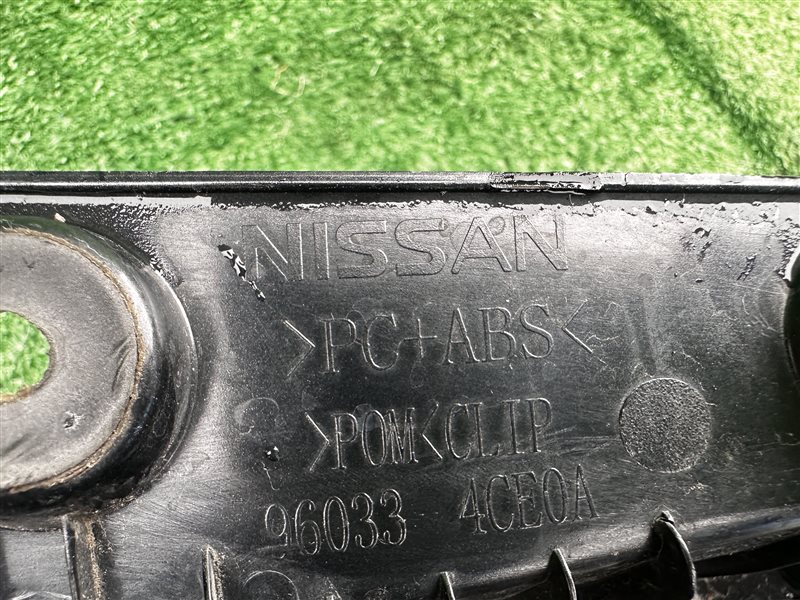 NISSAN
>PC+ABS<
>POM<CLIP
96033 4CE0A